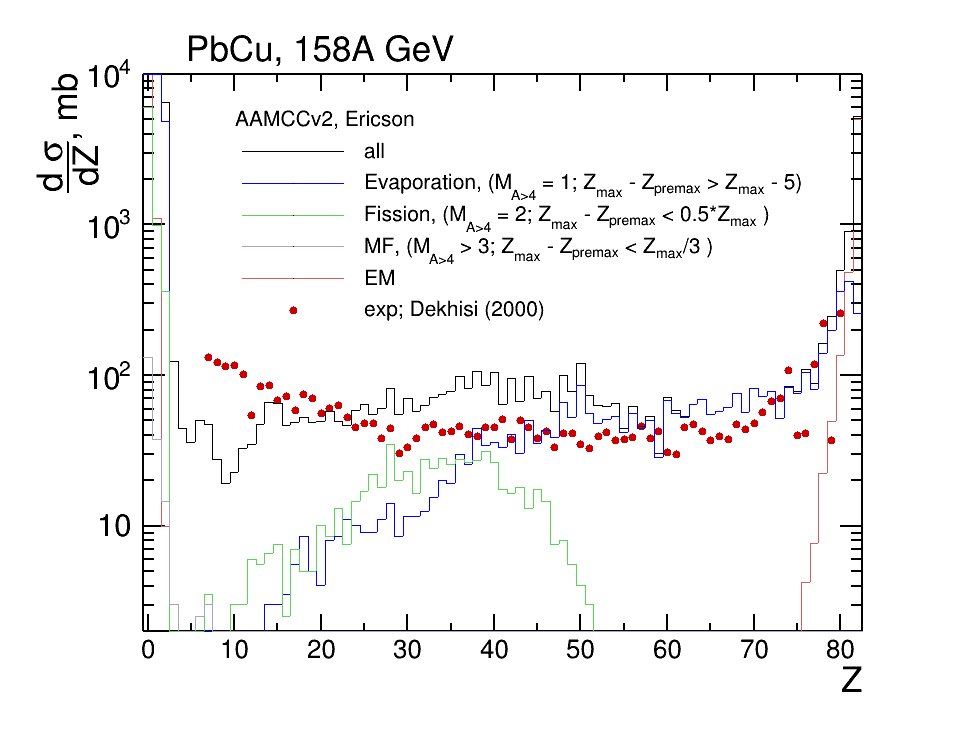 PbCu, 158A GeV
dσ/dZ, mb
10⁴
10³
10²
10
AAMCCv2, Ericson
all
Evaporation, (M_A>4 = 1; Z_max - Z_premax > Z_max - 5)
Fission, (M_A>4 = 2; Z_max - Z_premax < 0.5*Z_max )
MF, (M_A>4 > 3; Z_max - Z_premax < Z_max/3 )
EM
exp; Dekhisi (2000)
0 10 20 30 40 50 60 70 80
Z